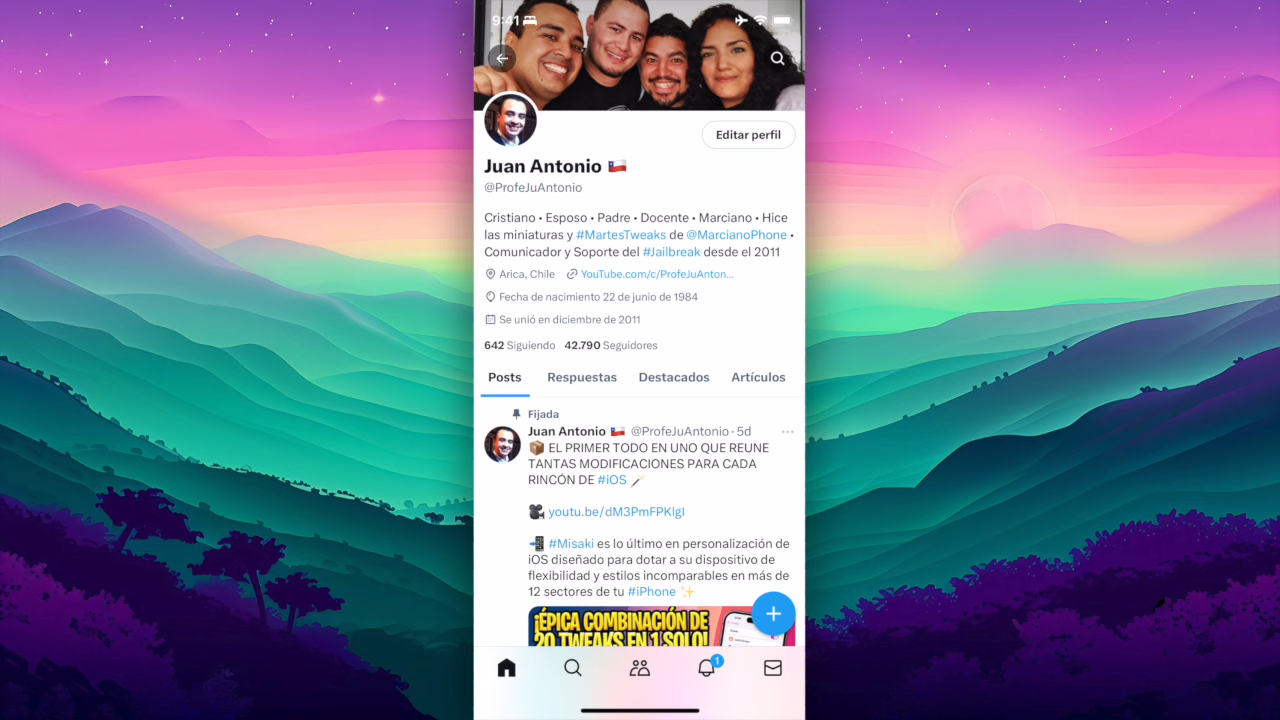 9:41
Editar perfil
Juan Antonio 🇨🇱
@ProfeJuAntonio
Cristiano • Esposo • Padre • Docente • Marciano • Hice
las miniaturas y #MartesTweaks de @MarcianoPhone •
Comunicador y Soporte del #Jailbreak desde el 2011
Arica, Chile YouTube.com/c/ProfeJuAnton...
Fecha de nacimiento 22 de junio de 1984
Se unió en diciembre de 2011
642 Siguiendo 42.790 Seguidores
Posts Respuestas Destacados Artículos
Fijada
Juan Antonio 🇨🇱 @ProfeJuAntonio · 5d
📦 EL PRIMER TODO EN UNO QUE REUNE
TANTAS MODIFICACIONES PARA CADA
RINCÓN DE #iOS 🪄
🎥 youtu.be/dM3PmFPKlgI
📲 #Misaki es lo último en personalización de
iOS diseñado para dotar a su dispositivo de
flexibilidad y estilos incomparables en más de
12 sectores de tu #iPhone ✨
¡ÉPICA COMBINACIÓN DE
20 TWEAKS EN 1 SOLO!
1